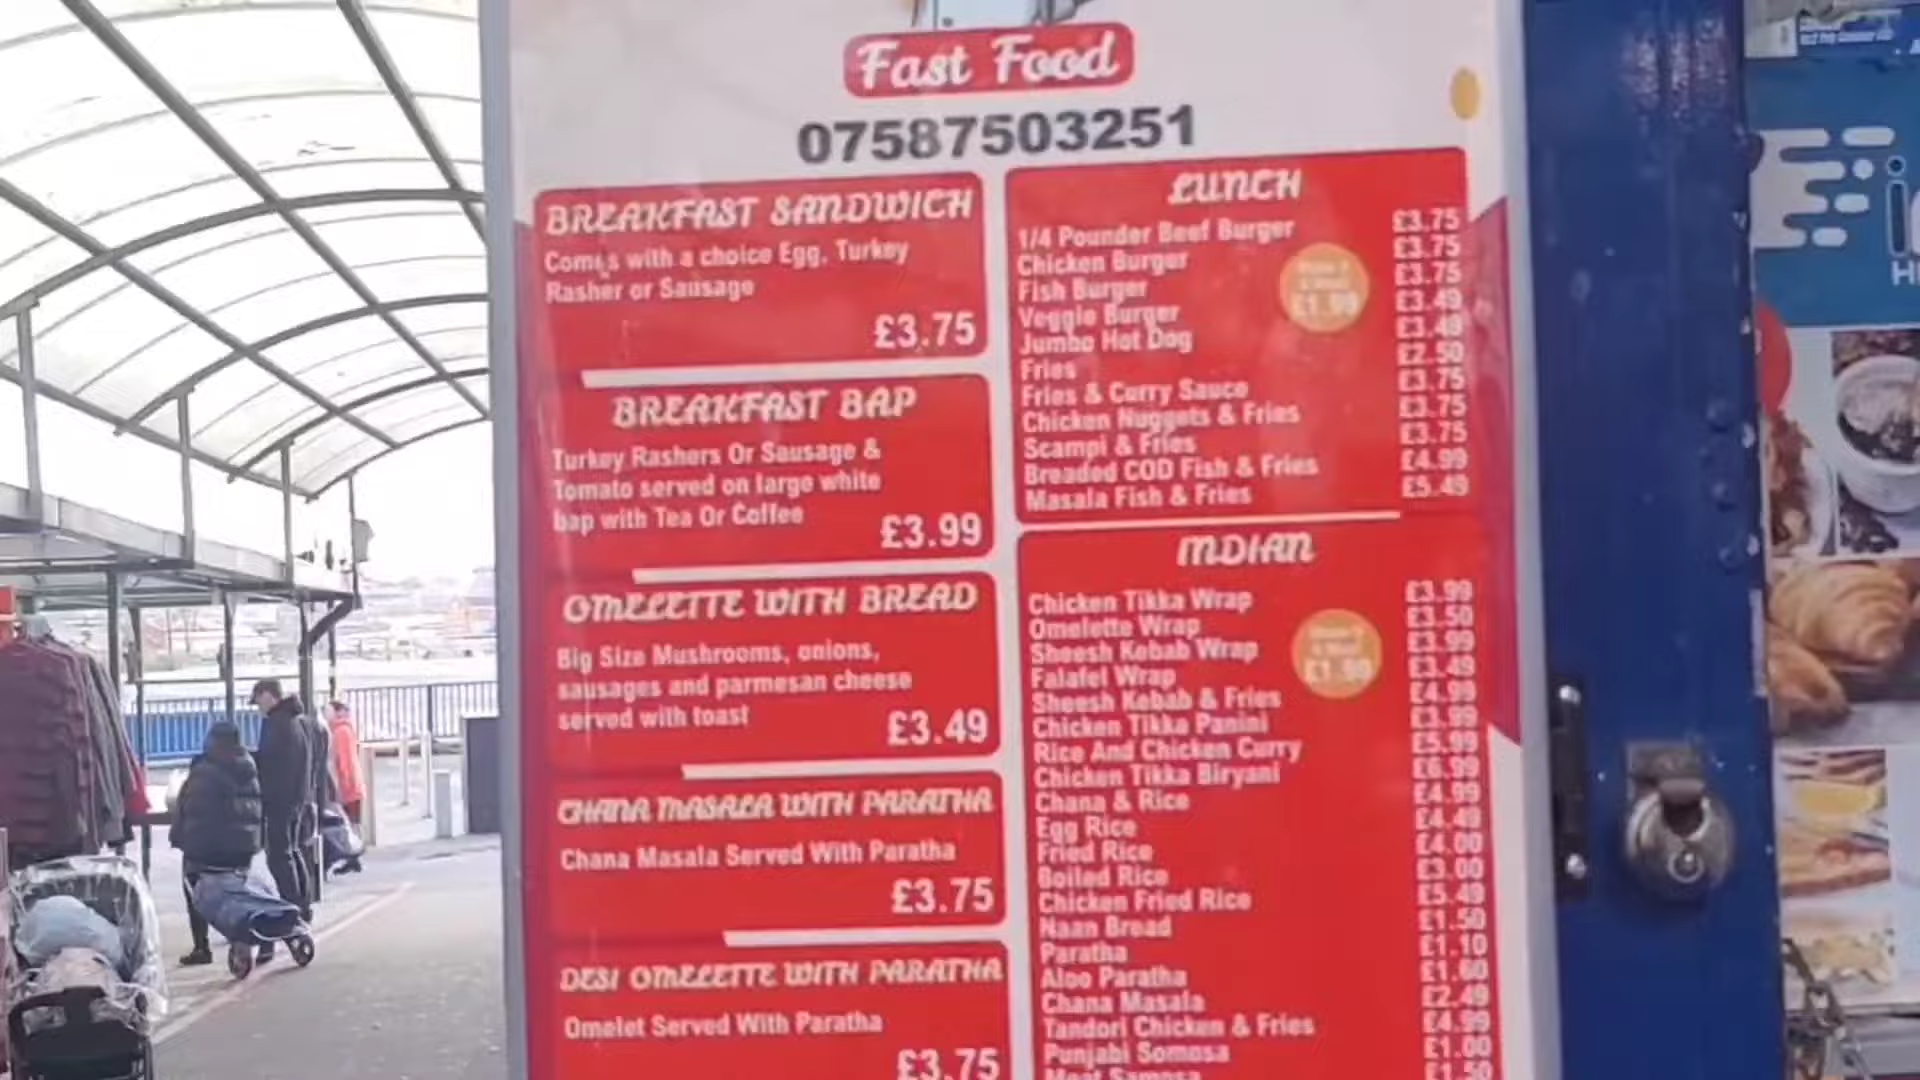 Fast Food
07587503251
BREAKFAST SANDWICH
Comes with a choice Egg, Turkey
Rasher or Sausage
£3.75
BREAKFAST BAP
Turkey Rashers Or Sausage &
Tomato served on large white
bap with Tea Or Coffee
£3.99
OMELETTE WITH BREAD
Big Size Mushrooms, onions,
sausages and parmesan cheese
served with toast
£3.49
CHANA MASALA WITH PARATHA
Chana Masala Served With Paratha
£3.75
DESI OMELETTE WITH PARATHA
Omelet Served With Paratha
£3.75
LUNCH
1/4 Pounder Beef Burger £3.75
Chicken Burger £3.75
Fish Burger £3.75
Veggie Burger £3.49
Jumbo Hot Dog £3.49
Fries £2.50
Fries & Curry Sauce £3.75
Chicken Nuggets & Fries £3.75
Scampi & Fries £3.75
Breaded COD Fish & Fries £4.99
Masala Fish & Fries £5.49
£1.99
INDIAN
Chicken Tikka Wrap £3.99
Omelette Wrap £3.50
Sheesh Kebab Wrap £3.99
Falafel Wrap £3.49
Sheesh Kebab & Fries £4.99
Chicken Tikka Panini £3.99
Rice And Chicken Curry £5.99
Chicken Tikka Biryani £6.99
Chana & Rice £4.99
Egg Rice £4.49
Fried Rice £4.00
Boiled Rice £3.00
Chicken Fried Rice £5.49
Naan Bread £1.50
Paratha £1.10
Aloo Paratha £1.60
Chana Masala £2.49
Tandori Chicken & Fries £4.99
Punjabi Somosa £1.00
Meat Samosa £1.50
£1.99